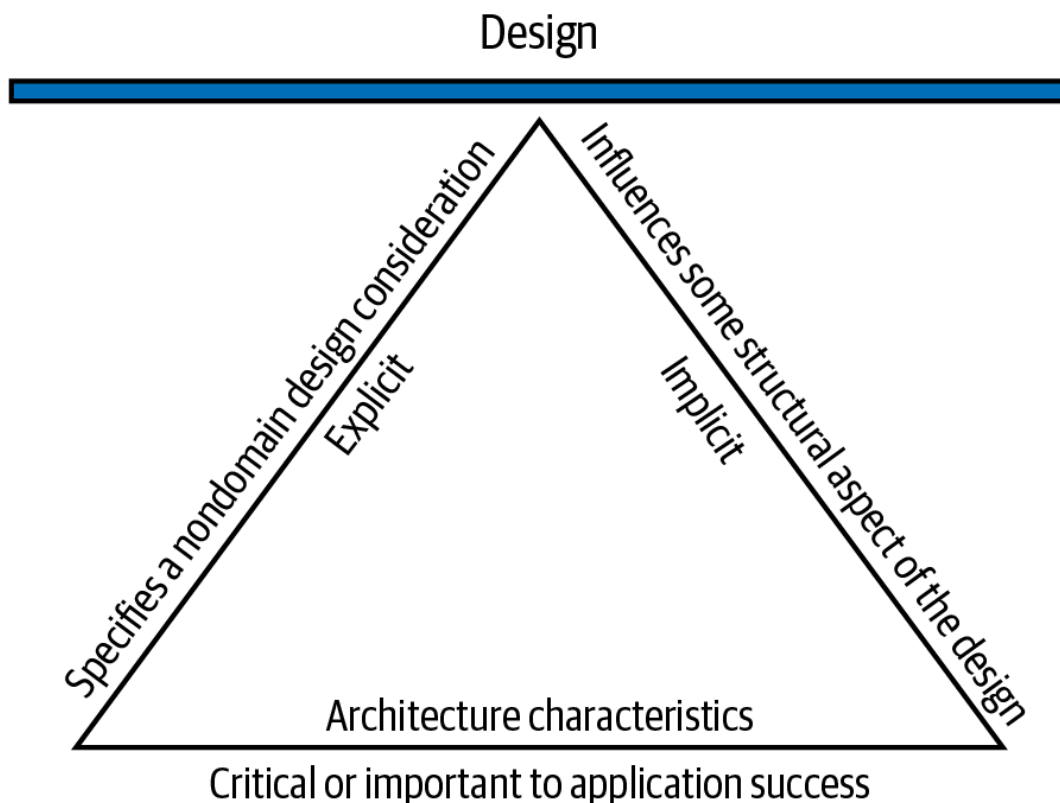 Design
Specifies a nondomain design consideration
Influences some structural aspect of the design
Explicit
Implicit
Architecture characteristics
Critical or important to application success